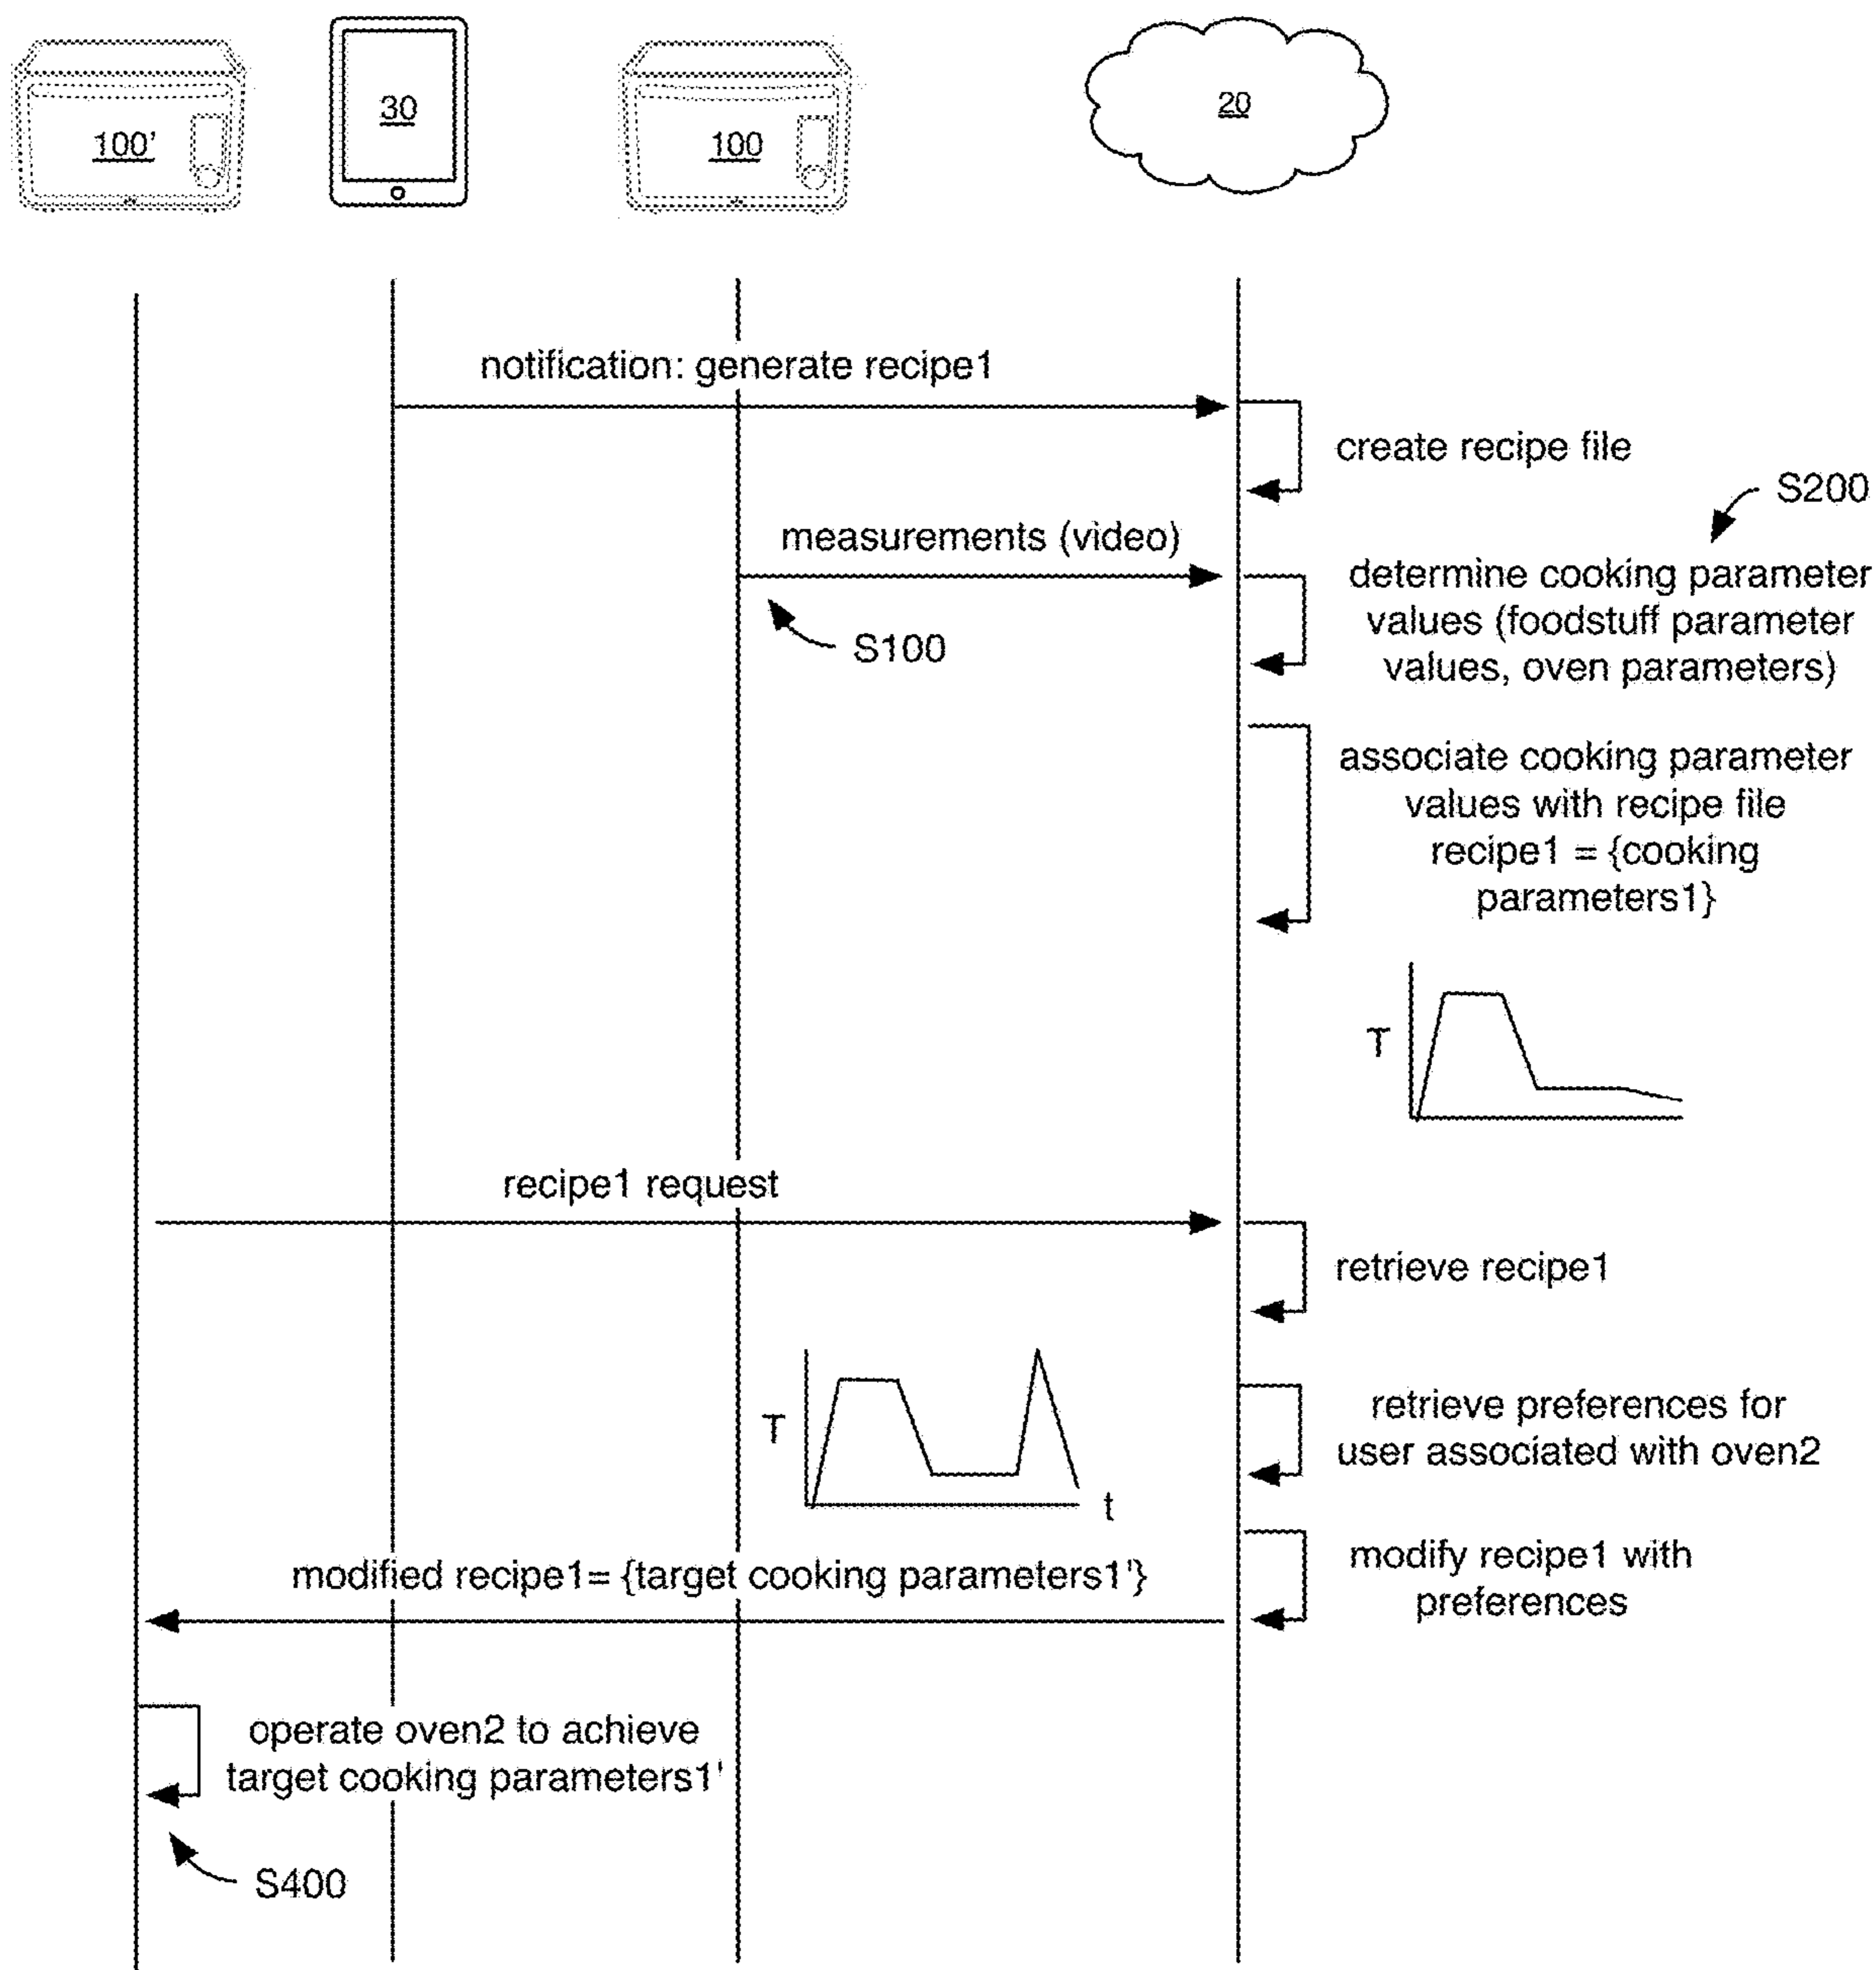 100'
30
100
20
notification: generate recipe1
create recipe file
S200
measurements (video)
determine cooking parameter
values (foodstuff parameter
values, oven parameters)
S100
associate cooking parameter
values with recipe file
recipe1 = {cooking
parameters1}
T
recipe1 request
retrieve recipe1
T
t
retrieve preferences for
user associated with oven2
modified recipe1= {target cooking parameters1'}
modify recipe1 with
preferences
operate oven2 to achieve
target cooking parameters1'
S400